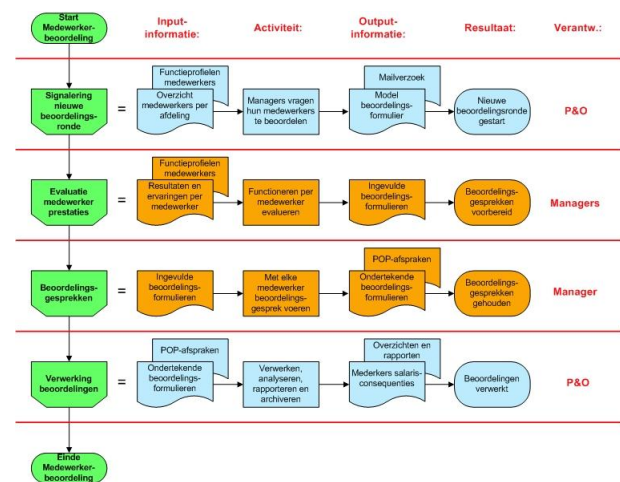 Start
Medewerker-
beoordeling
Input-
informatie:
Activiteit:
Output-
informatie:
Resultaat:
Verantw.:
Signalering
nieuwe
beoordelings-
ronde
=
Functieprofielen
medewerkers
Overzicht
medewerkers per
afdeling
Managers vragen
hun medewerkers
te beoordelen
Mailverzoek
Model
beoordelings-
formulier
Nieuwe
beoordelingsronde
gestart
P&O
Evaluatie
medewerker
prestaties
=
Functieprofielen
medewerkers
Resultaten en
ervaringen per
medewerker
Functioneren per
medewerker
evalueren
Ingevulde
beoordelings-
formulieren
Beoordelings-
gesprekken
voorbereid
Managers
Beoordelings-
gesprekken
=
Ingevulde
beoordelings-
formulieren
Met elke
medewerker
beoordelings-
gesprek voeren
POP-afspraken
Ondertekende
beoordelings-
formulieren
Beoordelings-
gesprekken
gehouden
Manager
Verwerking
beoordelingen
=
POP-afspraken
Ondertekende
beoordelings-
formulieren
Verwerken,
analyseren,
rapporteren en
archiveren
Overzichten en
rapporten
Mederkers salaris-
consequenties
Beoordelingen
verwerkt
P&O
Einde
Medewerker-
beoordeling